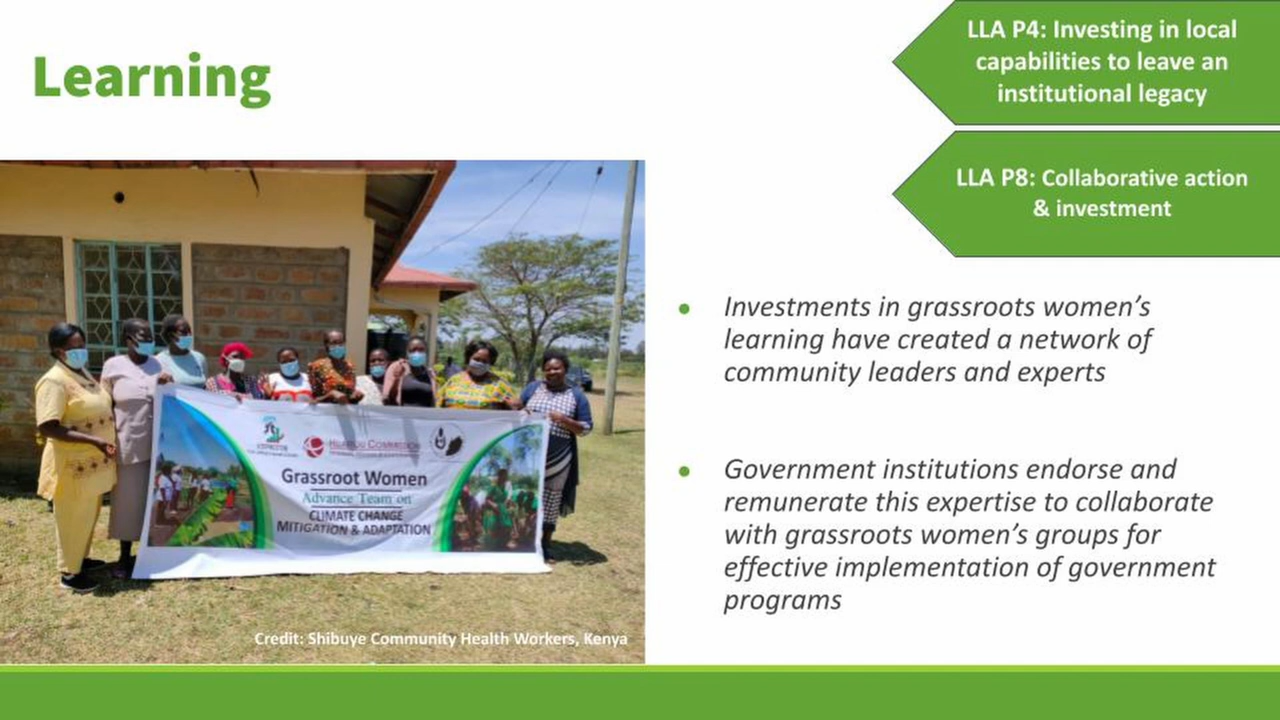 Learning
LLA P4: Investing in local
capabilities to leave an
institutional legacy
LLA P8: Collaborative action
& investment
HUAIROU COMMISSION
Grassroot Women
Advance Team on
CLIMATE CHANGE
MITIGATION & ADAPTATION
Credit: Shibuye Community Health Workers, Kenya
• Investments in grassroots women’s
learning have created a network of
community leaders and experts
• Government institutions endorse and
remunerate this expertise to collaborate
with grassroots women’s groups for
effective implementation of government
programs